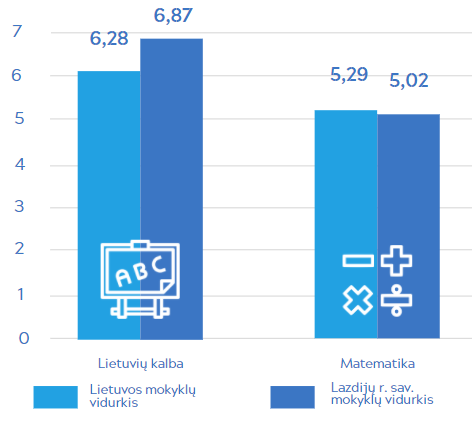 7
6,87
6,28
6
5,29
5,02
5
4
3
2
1
0
ABC
Lietuvių kalba
Matematika
Lietuvos mokyklų
vidurkis
Lazdijų r. sav.
mokyklų vidurkis